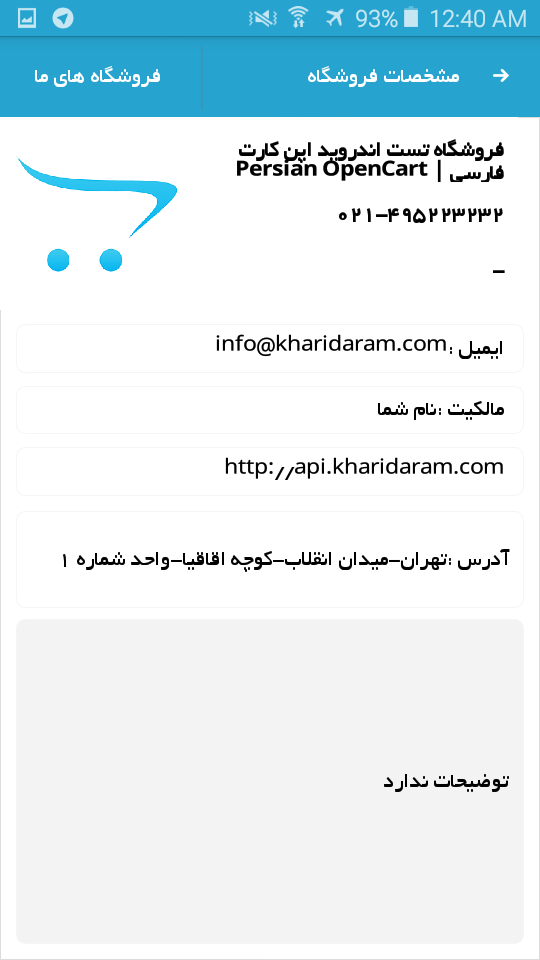 93% 12:40 AM
مشخصات فروشگاه
فروشگاه های ما
فروشگاه تست اندروید اپن کارت
فارسی | Persian OpenCart
۰۲۱-۴۹۵۲۲۳۲۳۲
-
ایمیل :info@kharidaram.com
مالکیت :نام شما
http://api.kharidaram.com
آدرس :تهران-میدان انقلاب-کوچه اقاقیا-واحد شماره ۱
توضیحات ندارد